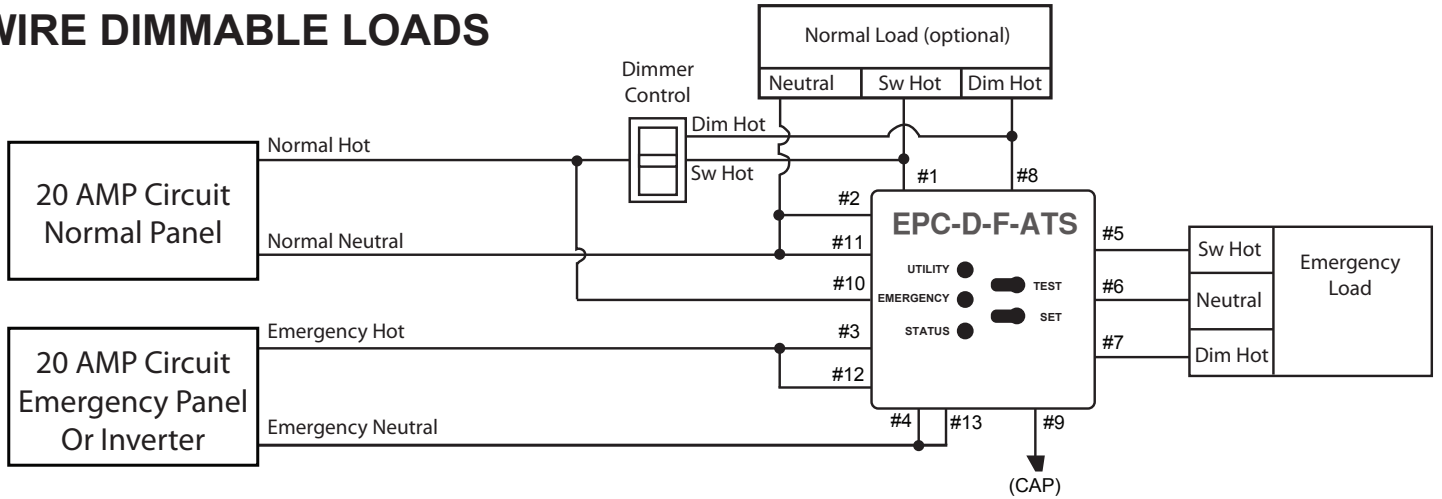 WIRE DIMMABLE LOADS
Normal Load (optional)
Neutral
Sw Hot
Dim Hot
Dimmer
Control
Dim Hot
Sw Hot
Normal Hot
20 AMP Circuit
Normal Panel
Normal Neutral
#1
#8
#2
#11
#10
EPC-D-F-ATS
UTILITY
EMERGENCY
STATUS
TEST
SET
#5
#6
#7
Sw Hot
Neutral
Dim Hot
Emergency
Load
Emergency Hot
20 AMP Circuit
Emergency Panel
Or Inverter
Emergency Neutral
#3
#12
#4
#13
#9
(CAP)